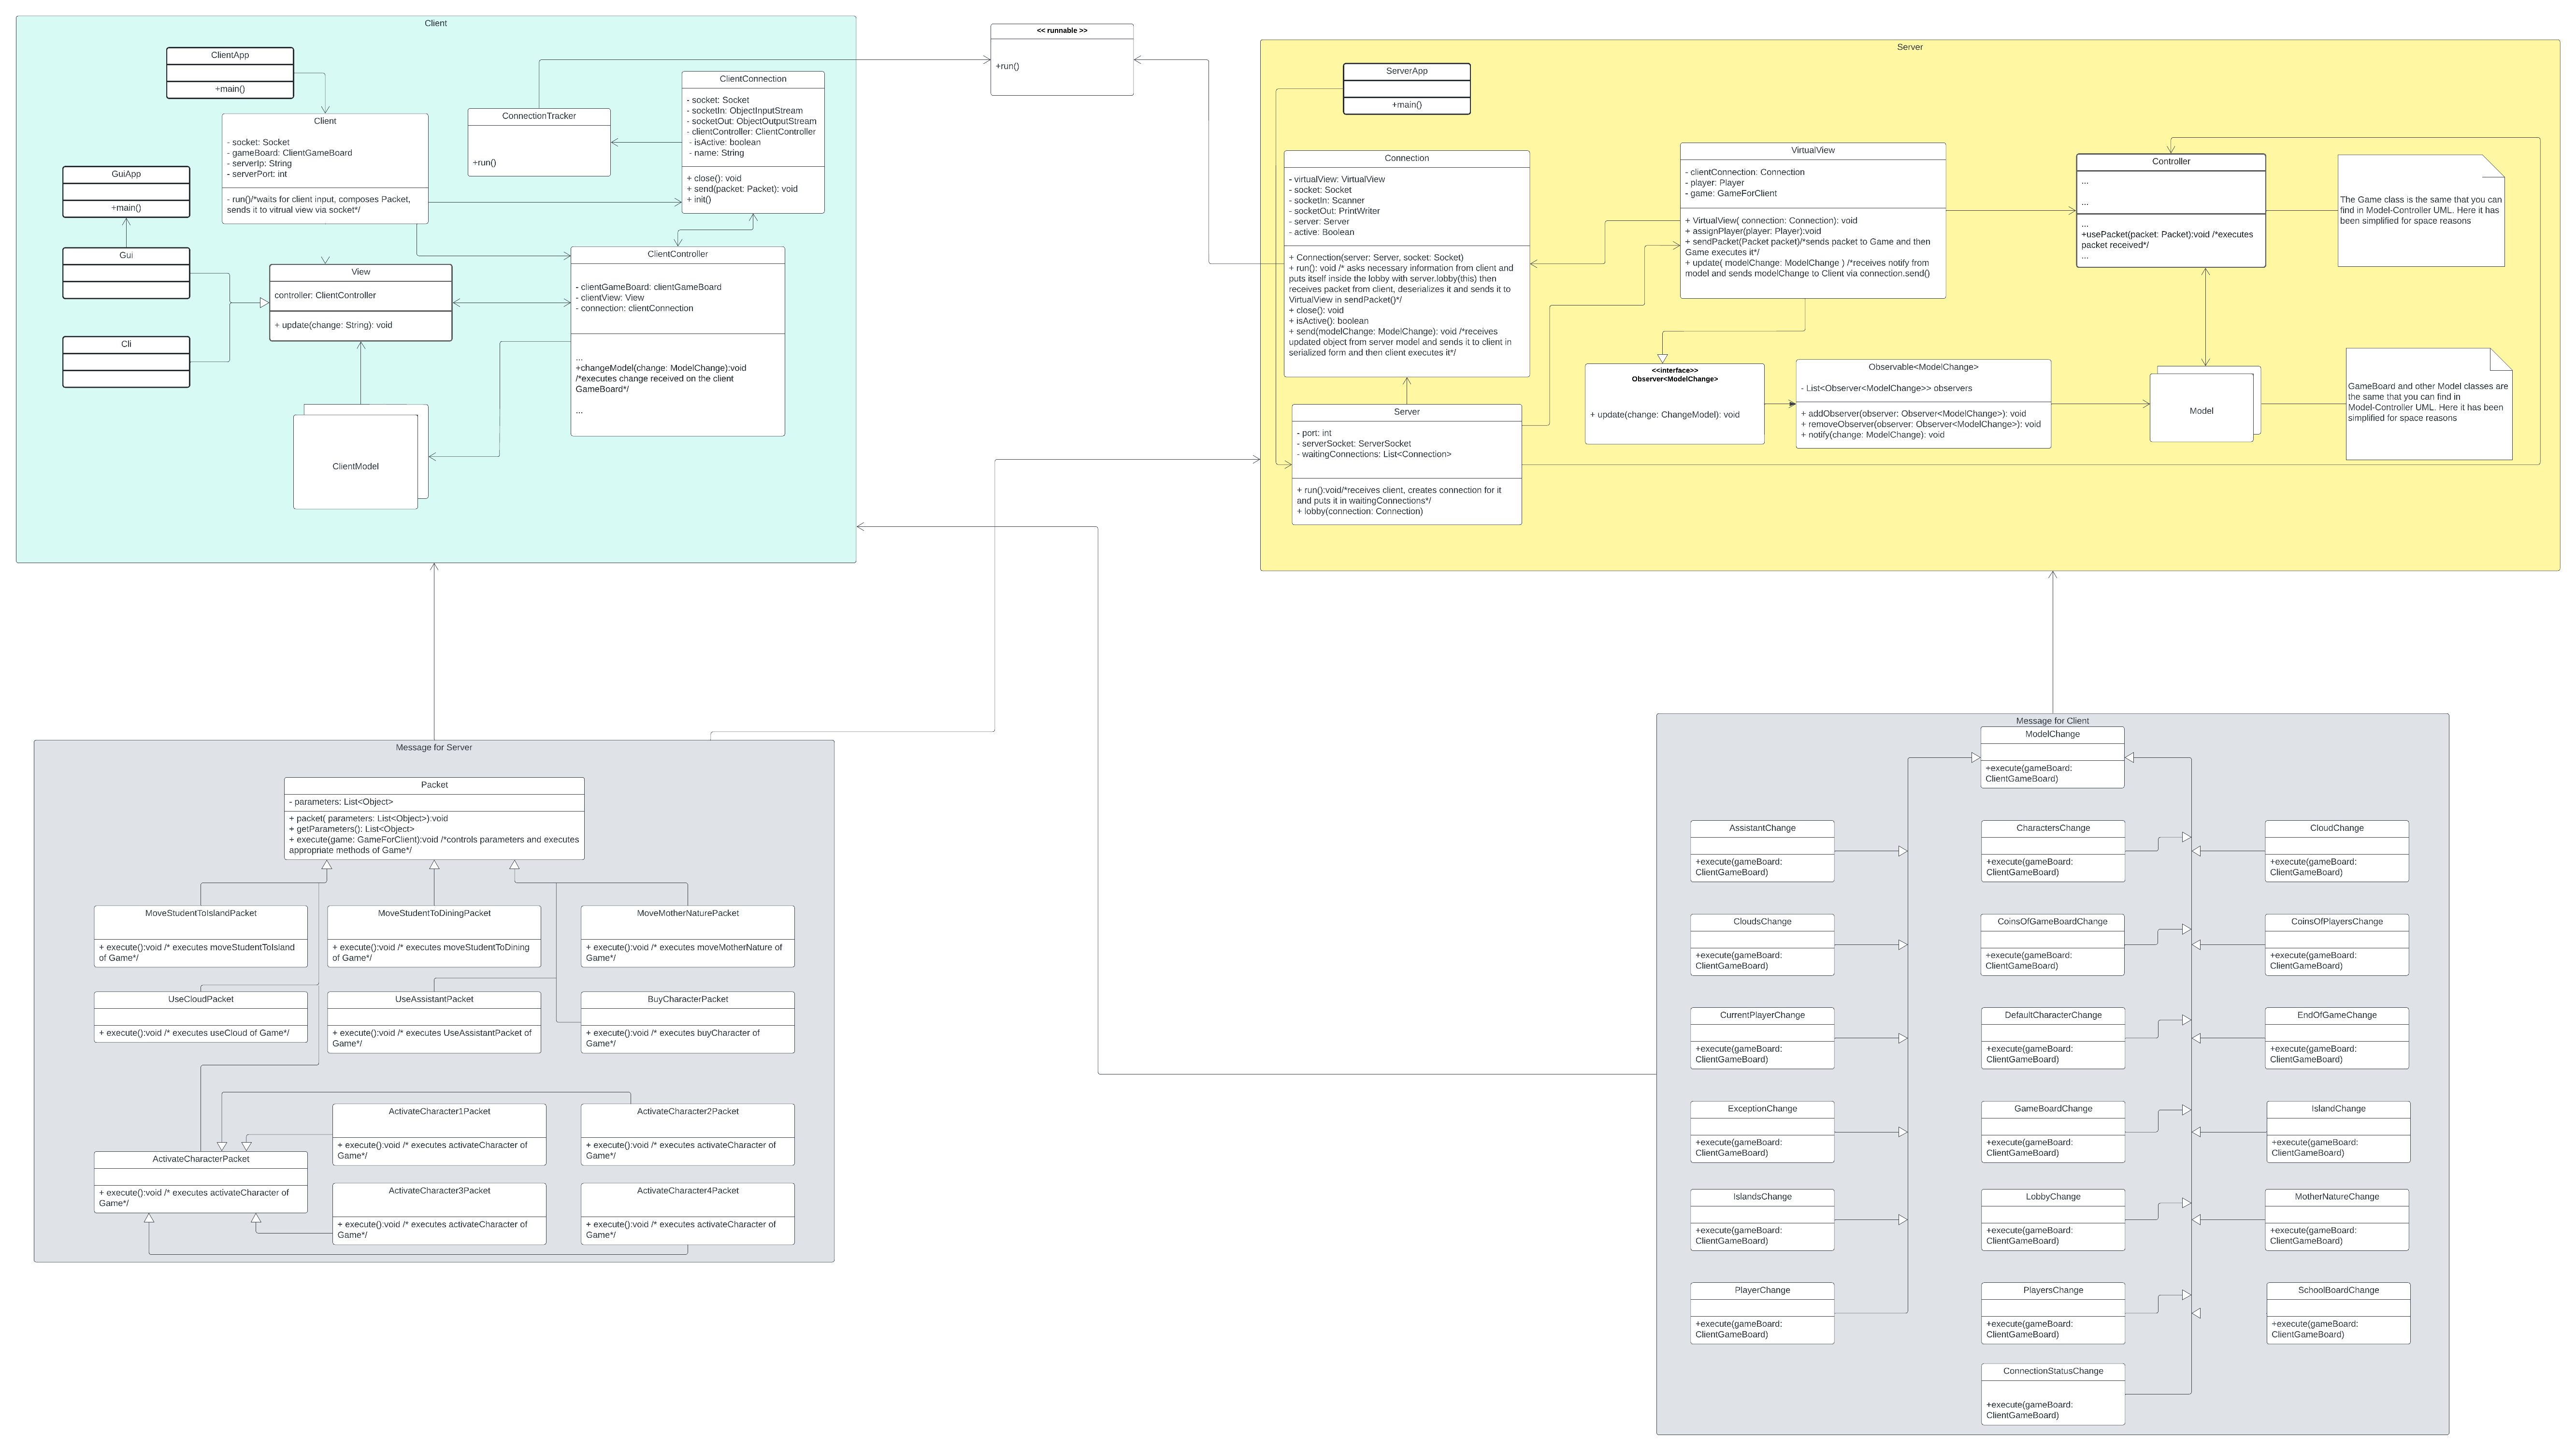 Client
ClientApp
+main()
Client
- socket: Socket
- gameBoard: ClientGameBoard
- serverIp: String
- serverPort: int
- run()/*waits for client input, composes Packet,
sends it to vitrual view via socket*/
GuiApp
+main()
Gui
Cli
View
controller: ClientController
+ update(change: String): void
ClientModel
ConnectionTracker
+run()
ClientConnection
- socket: Socket
- socketIn: ObjectInputStream
- socketOut: ObjectOutputStream
- clientController: ClientController
- isActive: boolean
- name: String
+ close(): void
+ send(packet: Packet): void
+ init()
ClientController
- clientGameBoard: clientGameBoard
- clientView: View
- connection: clientConnection
...
+changeModel(change: ModelChange):void
/*executes change received on the client
GameBoard*/
...
<< runnable >>
+run()
Server
ServerApp
+main()
Connection
- virtualView: VirtualView
- socket: Socket
- socketIn: Scanner
- socketOut: PrintWriter
- server: Server
- active: Boolean
+ Connection(server: Server, socket: Socket)
+ run(): void /* asks necessary information from client and
puts itself inside the lobby with server.lobby(this) then
receives packet from client, deserializes it and sends it to
VirtualView in sendPacket()*/
+ close(): void
+ isActive(): boolean
+ send(modelChange: ModelChange): void /*receives
updated object from server model and sends it to client in
serialized form and then client executes it*/
Server
- port: int
- serverSocket: ServerSocket
- waitingConnections: List<Connection>
+ run():void/*receives client, creates connection for it
and puts it in waitingConnections*/
+ lobby(connection: Connection)
VirtualView
- clientConnection: Connection
- player: Player
- game: GameForClient
+ VirtualView( connection: Connection): void
+ assignPlayer(player: Player):void
+ sendPacket(Packet packet)/*sends packet to Game and then
Game executes it*/
+ update( modelChange: ModelChange ) /*receives notify from
model and sends modelChange to Client via connection.send()
<<interface>>
Observer<ModelChange>
+ update(change: ChangeModel): void
Observable<ModelChange>
- List<Observer<ModelChange>> observers
+ addObserver(observer: Observer<ModelChange>): void
+ removeObserver(observer: Observer<ModelChange>): void
+ notify(change: ModelChange): void
Controller
...
...
...
+usePacket(packet: Packet):void /*executes
packet received*/
...
Model
The Game class is the same that you can
find in Model-Controller UML. Here it has
been simplified for space reasons
GameBoard and other Model classes are
the same that you can find in
Model-Controller UML. Here it has been
simplified for space reasons
Message for Server
Packet
- parameters: List<Object>
+ packet( parameters: List<Object>):void
+ getParameters(): List<Object>
+ execute(game: GameForClient):void /*controls parameters and executes
appropriate methods of Game*/
MoveStudentToIslandPacket
+ execute():void /* executes moveStudentToIsland
of Game*/
MoveStudentToDiningPacket
+ execute():void /* executes moveStudentToDining
of Game*/
MoveMotherNaturePacket
+ execute():void /* executes moveMotherNature of
Game*/
UseCloudPacket
+ execute():void /* executes useCloud of Game*/
UseAssistantPacket
+ execute():void /* executes UseAssistantPacket of
Game*/
BuyCharacterPacket
+ execute():void /* executes buyCharacter of
Game*/
ActivateCharacter1Packet
+ execute():void /* executes activateCharacter of
Game*/
ActivateCharacter2Packet
+ execute():void /* executes activateCharacter of
Game*/
ActivateCharacterPacket
+ execute():void /* executes activateCharacter of
Game*/
ActivateCharacter3Packet
+ execute():void /* executes activateCharacter of
Game*/
ActivateCharacter4Packet
+ execute():void /* executes activateCharacter of
Game*/
Message for Client
ModelChange
+execute(gameBoard:
ClientGameBoard)
AssistantChange
+execute(gameBoard:
ClientGameBoard)
CharactersChange
+execute(gameBoard:
ClientGameBoard)
CloudChange
+execute(gameBoard:
ClientGameBoard)
CloudsChange
+execute(gameBoard:
ClientGameBoard)
CoinsOfGameBoardChange
+execute(gameBoard:
ClientGameBoard)
CoinsOfPlayersChange
+execute(gameBoard:
ClientGameBoard)
CurrentPlayerChange
+execute(gameBoard:
ClientGameBoard)
DefaultCharacterChange
+execute(gameBoard:
ClientGameBoard)
EndOfGameChange
+execute(gameBoard:
ClientGameBoard)
ExceptionChange
+execute(gameBoard:
ClientGameBoard)
GameBoardChange
+execute(gameBoard:
ClientGameBoard)
IslandChange
+execute(gameBoard:
ClientGameBoard)
IslandsChange
+execute(gameBoard:
ClientGameBoard)
LobbyChange
+execute(gameBoard:
ClientGameBoard)
MotherNatureChange
+execute(gameBoard:
ClientGameBoard)
PlayerChange
+execute(gameBoard:
ClientGameBoard)
PlayersChange
+execute(gameBoard:
ClientGameBoard)
SchoolBoardChange
+execute(gameBoard:
ClientGameBoard)
ConnectionStatusChange
+execute(gameBoard:
ClientGameBoard)